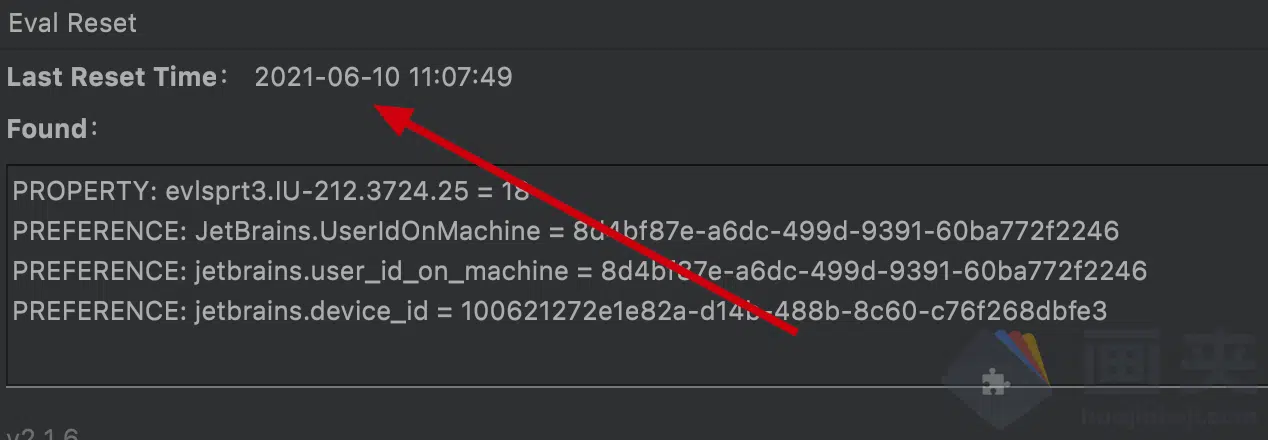 Eval Reset
Last Reset Time： 2021-06-10 11:07:49
Found：
PROPERTY: evlsprt3.IU-212.3724.25 = 18
PREFERENCE: JetBrains.UserIdOnMachine = 8d4bf87e-a6dc-499d-9391-60ba772f2246
PREFERENCE: jetbrains.user_id_on_machine = 8d4bf87e-a6dc-499d-9391-60ba772f2246
PREFERENCE: jetbrains.device_id = 100621272e1e82a-d14b-488b-8c60-c76f268dbfe3
v2.1.6